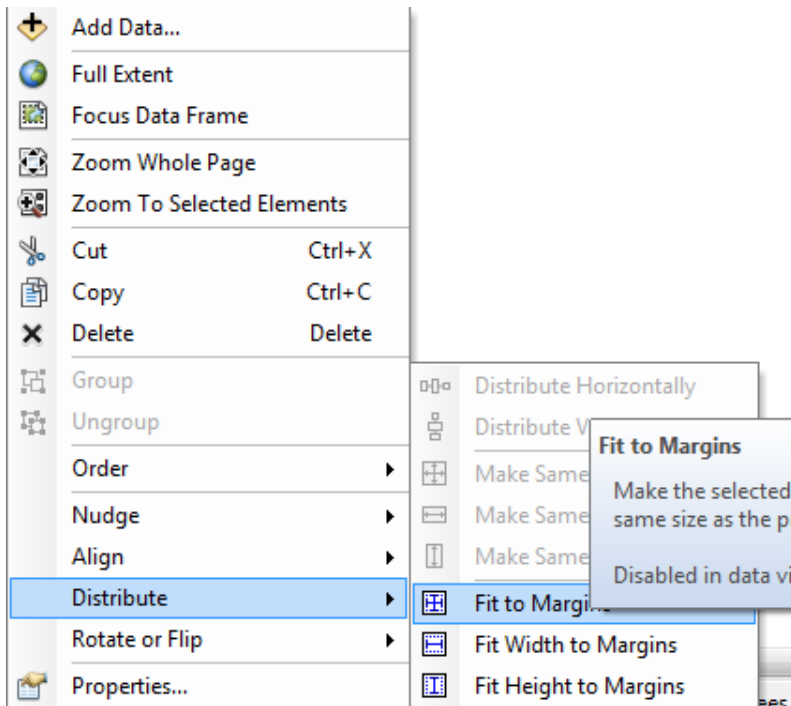 Add Data...
Full Extent
Focus Data Frame
Zoom Whole Page
Zoom To Selected Elements
Cut Ctrl+X
Copy Ctrl+C
Delete Delete
Group
Ungroup
Order
Nudge
Align
Distribute
Rotate or Flip
Properties...
Distribute Horizontally
Distribute
Make Same
Make Same
Make Same
Fit to Margins
Fit Width to Margins
Fit Height to Margins
Fit to Margins
Make the selected
same size as the
Disabled in data